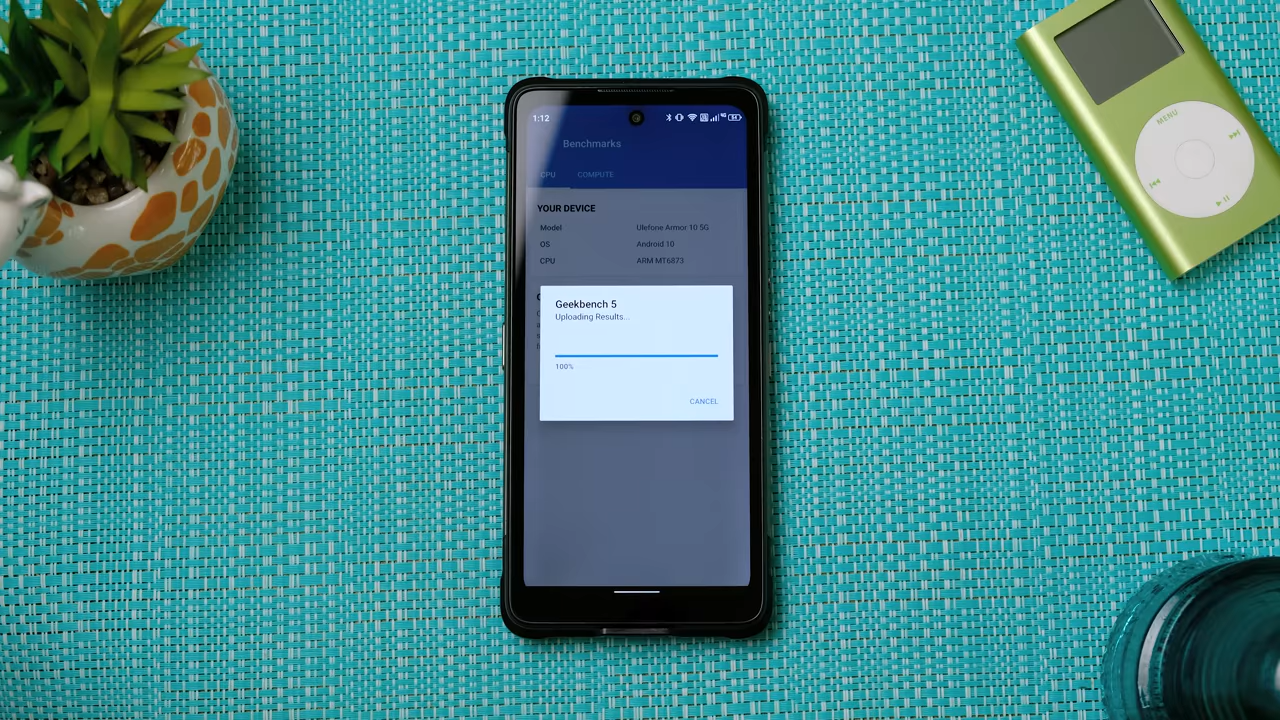 1:12
54
Benchmarks
CPU COMPUTE
YOUR DEVICE
Model Ulefone Armor 10 5G
OS Android 10
CPU ARM MT6873
Geekbench 5
Uploading Results...
100%
CANCEL
MENU